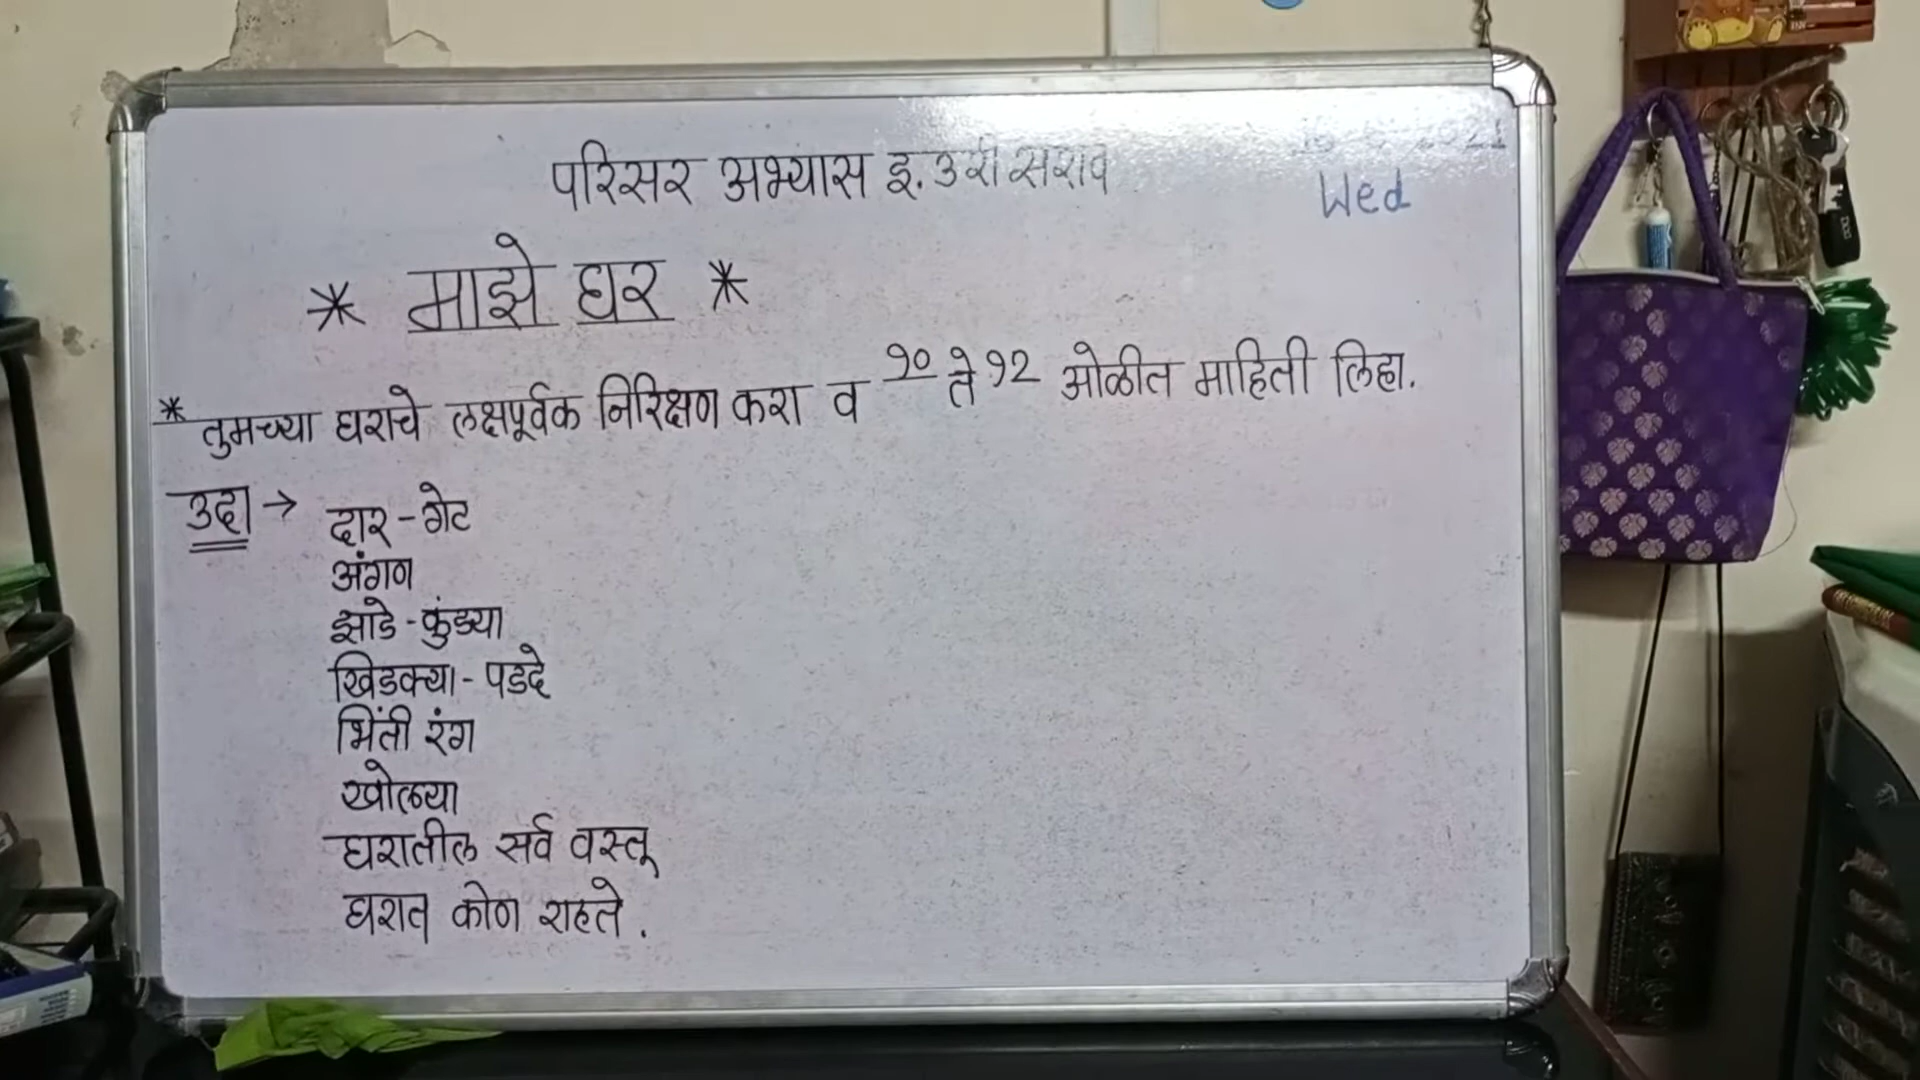 परिसर अभ्यास इ. ३री सराव
2021
Wed
* माझे घर *
* तुमच्या घराचे लक्षपूर्वक निरिक्षण करा व १० ते १२ ओळीत माहिती लिहा.
उदा → दार - गेट
अंगण
झाडे - कुंड्या
खिडक्या - पडदे
भिंती रंग
खोल्या
घरातील सर्व वस्तू
घरात कोण राहते.